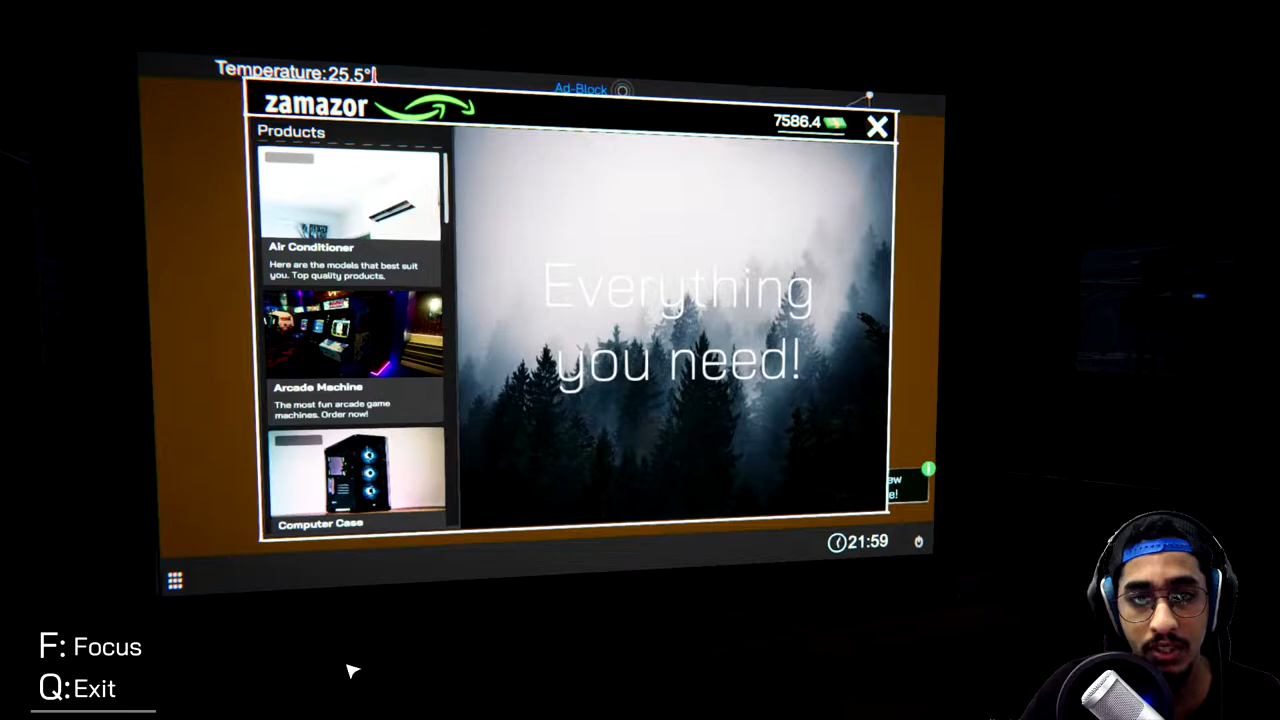 Temperature: 25.5°
Ad-Block
zamazor
7586.4
Products
Air Conditioner
Here are the models that best suit
you. Top quality products.
Arcade Machine
The most fun arcade game
machines. Order now!
Computer Case
Everything
you need!
ew
e!
21:59
F: Focus
Q: Exit